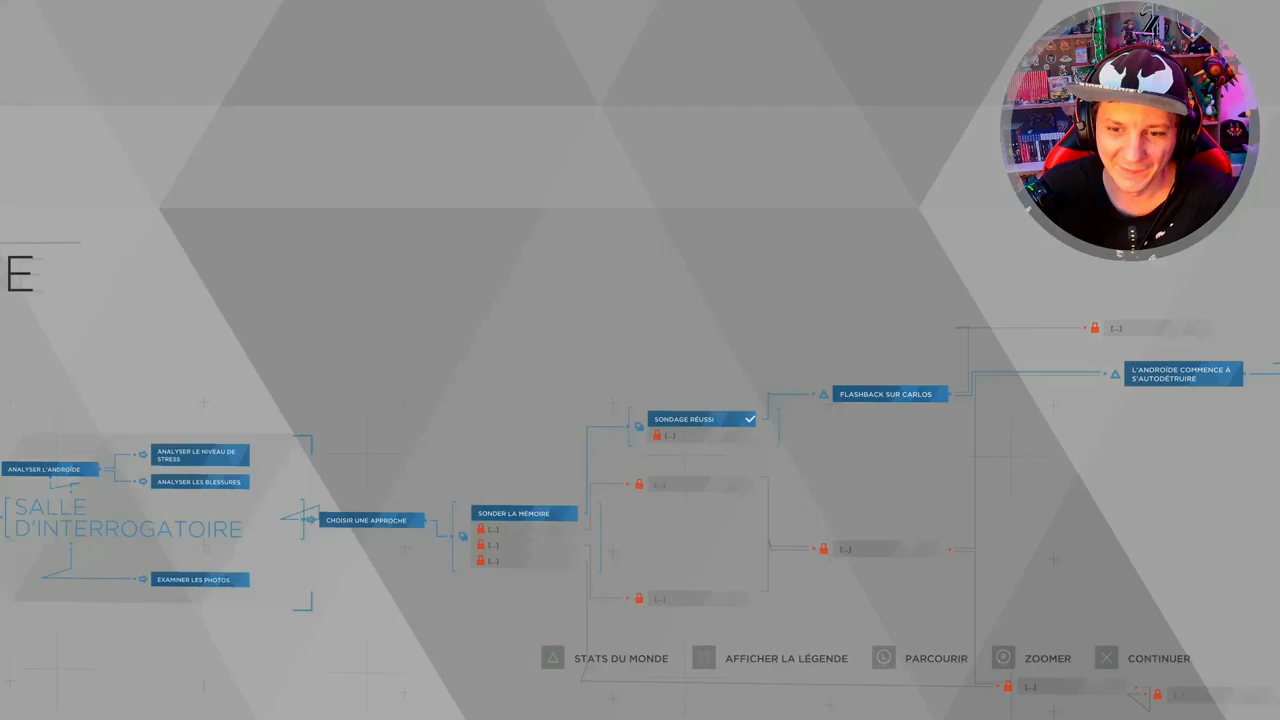 E
[...]
L'ANDROÏDE COMMENCE À
S'AUTODÉTRUIRE
FLASHBACK SUR CARLOS
SONDAGE RÉUSSI
[...]
ANALYSER LE NIVEAU DE
STRESS
ANALYSER L'ANDROÏDE
ANALYSER LES BLESSURES
[...]
SALLE
D'INTERROGATOIRE
CHOISIR UNE APPROCHE
SONDER LA MÉMOIRE
[...]
[...]
[...]
[...]
EXAMINER LES PHOTOS
[...]
STATS DU MONDE
AFFICHER LA LÉGENDE
PARCOURIR
ZOOMER
CONTINUER
[...]
[...]